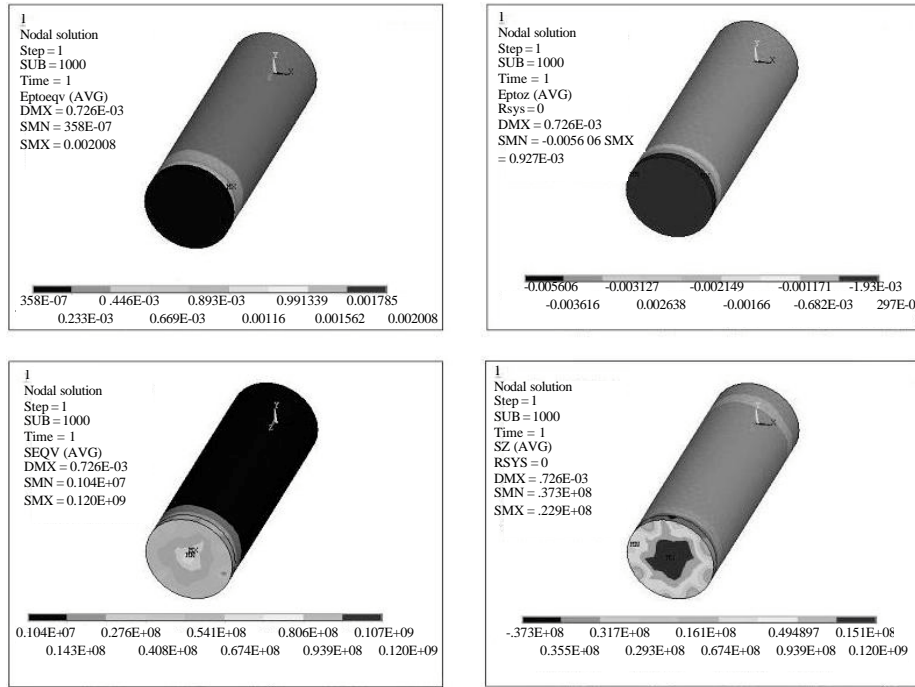 1
Nodal solution
Step = 1
SUB = 1000
Time = 1
Eptoeqv (AVG)
DMX = 0.726E-03
SMN = 358E-07
SMX = 0.002008
358E-07 0.446E-03 0.893E-03 0.991339 0.001785
0.233E-03 0.669E-03 0.00116 0.001562 0.002008
1
Nodal solution
Step = 1
SUB = 1000
Time = 1
Eptoz (AVG)
Rsys = 0
DMX = 0.726E-03
SMN = -0.0056 06 SMX
= 0.927E-03
-0.005606 -0.003127 -0.002149 -0.001171 -1.93E-03
-0.003616 0.002638 -0.00166 -0.682E-03 297E-0
1
Nodal solution
Step = 1
SUB = 1000
Time = 1
SEQV (AVG)
DMX = 0.726E-03
SMN = 0.104E+07
SMX = 0.120E+09
0.104E+07 0.276E+08 0.541E+08 0.806E+08 0.107E+09
0.143E+08 0.408E+08 0.674E+08 0.939E+08 0.120E+09
1
Nodal solution
Step = 1
SUB = 1000
Time = 1
SZ (AVG)
RSYS = 0
DMX = .726E-03
SMN = .373E+08
SMX = .229E+08
-.373E+08 0.317E+08 0.161E+08 0.494897 0.151E+08
0.355E+08 0.293E+08 0.674E+08 0.939E+08 0.120E+09